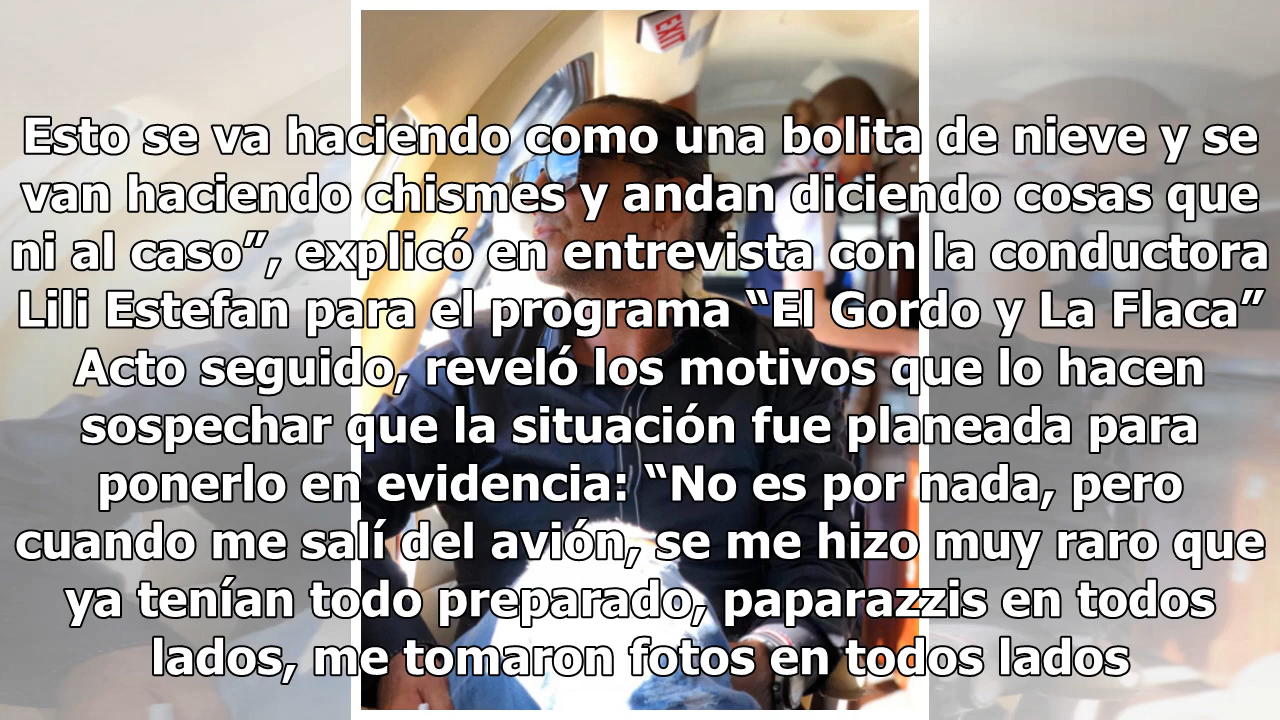 EXIT
Esto se va haciendo como una bolita de nieve y se
van haciendo chismes y andan diciendo cosas que
ni al caso”, explicó en entrevista con la conductora
Lili Estefan para el programa “El Gordo y La Flaca”
Acto seguido, reveló los motivos que lo hacen
sospechar que la situación fue planeada para
ponerlo en evidencia: “No es por nada, pero
cuando me salí del avión, se me hizo muy raro que
ya tenían todo preparado, paparazzis en todos
lados, me tomaron fotos en todos lados